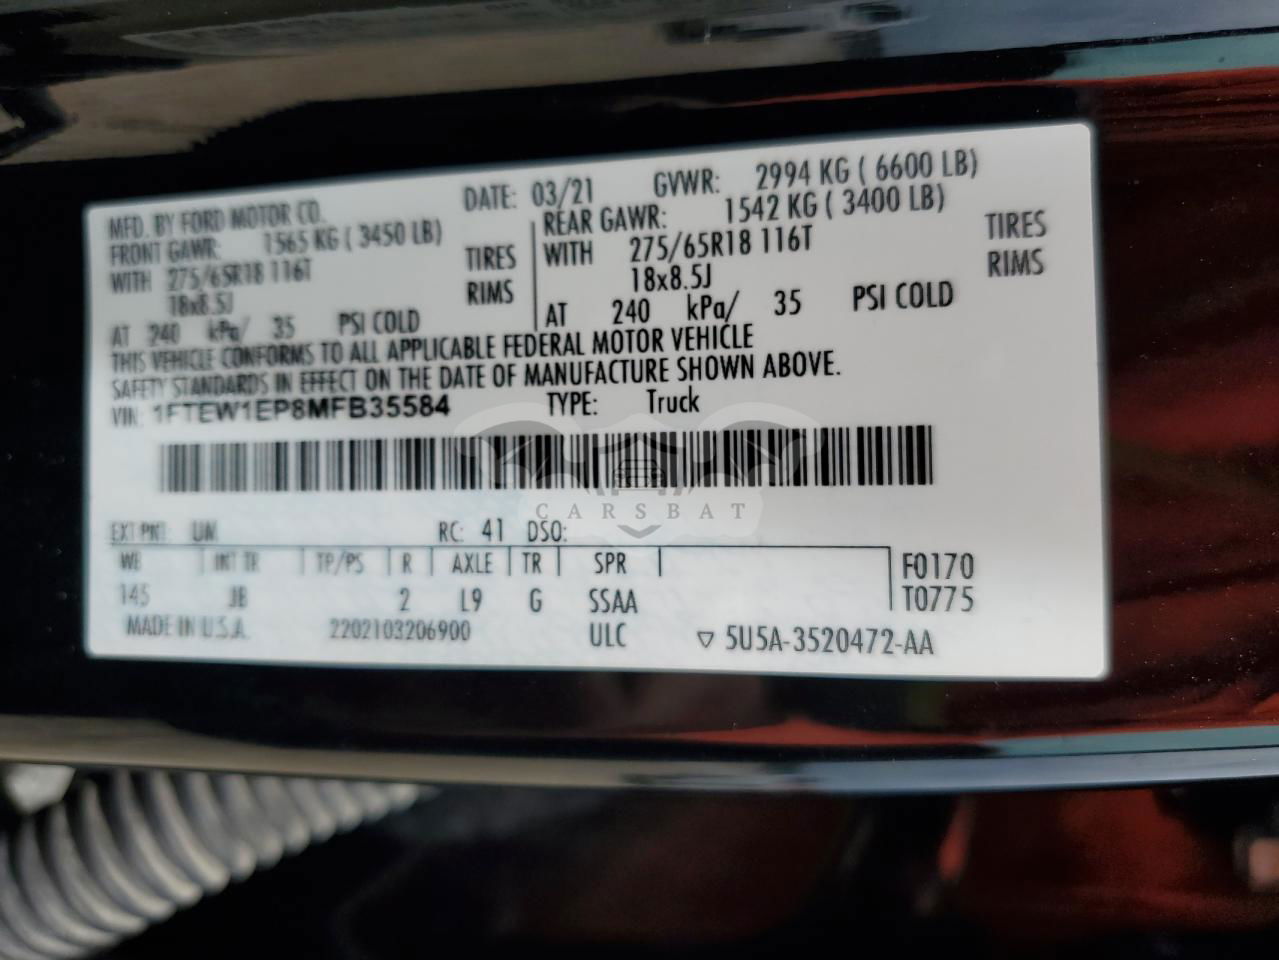 MFD. BY FORD MOTOR CO. DATE: 03/21 GVWR: 2994 KG ( 6600 LB)
FRONT GAWR: 1565 KG ( 3450 LB) REAR GAWR: 1542 KG ( 3400 LB)
WITH 275/65R18 116T TIRES WITH 275/65R18 116T TIRES
18x8.5J RIMS 18x8.5J RIMS
AT 240 kPa/ 35 PSI COLD AT 240 kPa/ 35 PSI COLD
THIS VEHICLE CONFORMS TO ALL APPLICABLE FEDERAL MOTOR VEHICLE
SAFETY STANDARDS IN EFFECT ON THE DATE OF MANUFACTURE SHOWN ABOVE.
VIN: 1FTEW1EP8MFB35584 TYPE: Truck
CARSBAT
EXT PNT: UM RC: 41 DSO:
WB INT TR TP/PS R AXLE TR SPR F0170
145 JB 2 L9 G SSAA T0775
MADE IN U.S.A. 2202103206900 ULC ▽ 5U5A-3520472-AA